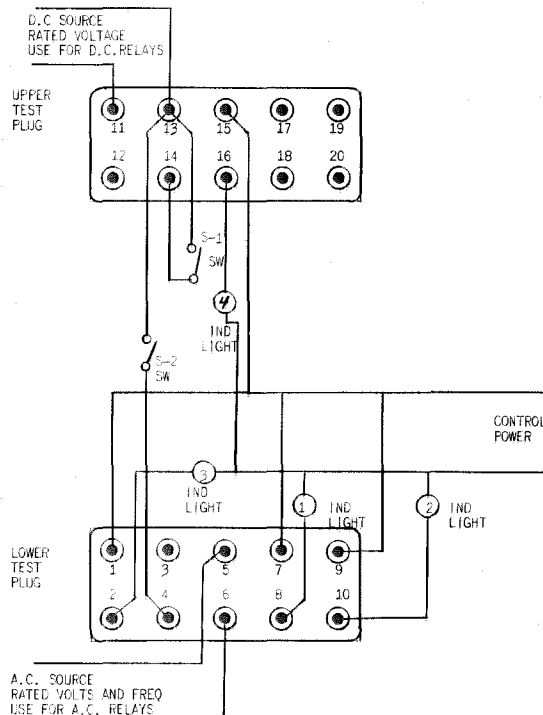 D.C SOURCE
RATED VOLTAGE
USE FOR D.C.RELAYS
UPPER
TEST
PLUG
11 13 15 17 19
12 14 16 18 20
S-1
SW
4
IND
LIGHT
S-2
SW
CONTROL
POWER
3
IND
LIGHT
1
IND
LIGHT
2
IND
LIGHT
LOWER
TEST
PLUG
1 3 5 7 9
2 4 6 8 10
A.C. SOURCE
RATED VOLTS AND FREQ
USE FOR A.C. RELAYS